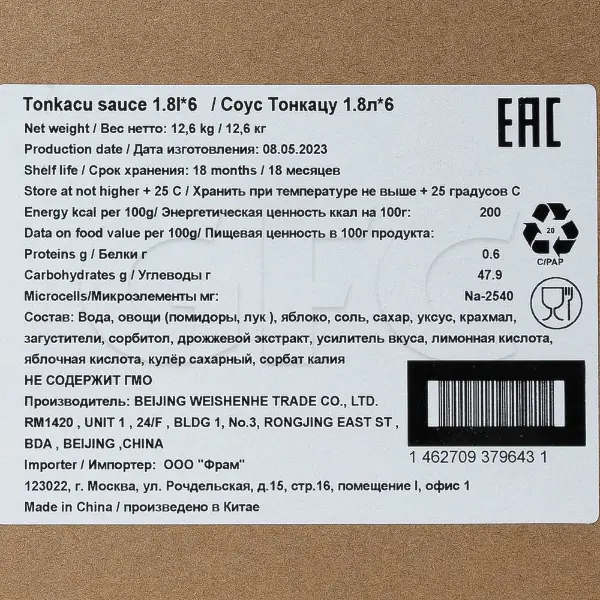 Tonkacu sauce 1.8l*6 / Соус Тонкацу 1.8л*6
Net weight / Вес нетто: 12,6 kg / 12,6 кг
Production date / Дата изготовления: 08.05.2023
Shelf life / Срок хранения: 18 months / 18 месяцев
Store at not higher + 25 C / Хранить при температуре не выше + 25 градусов С
Energy kcal per 100g/ Энергетическая ценность ккал на 100г: 200
Data on food value per 100g/ Пищевая ценность в 100г продукта:
Proteins g / Белки г 0.6
Carbohydrates g / Углеводы г 47.9
Microcells/Микроэлементы мг: Na-2540
Состав: Вода, овощи (помидоры, лук ), яблоко, соль, сахар, уксус, крахмал,
загустители, сорбитол, дрожжевой экстракт, усилитель вкуса, лимонная кислота,
яблочная кислота, кулёр сахарный, сорбат калия
НЕ СОДЕРЖИТ ГМО
Производитель: BEIJING WEISHENHE TRADE CO., LTD.
RM1420 , UNIT 1 , 24/F , BLDG 1, No.3, RONGJING EAST ST ,
BDA , BEIJING ,CHINA
Importer / Импортер: ООО "Фрам"
123022, г. Москва, ул. Рочдельская, д.15, стр.16, помещение I, офис 1
Made in China / произведено в Китае
EAC
20
C/PAP
1 462709 379643 1
GFC